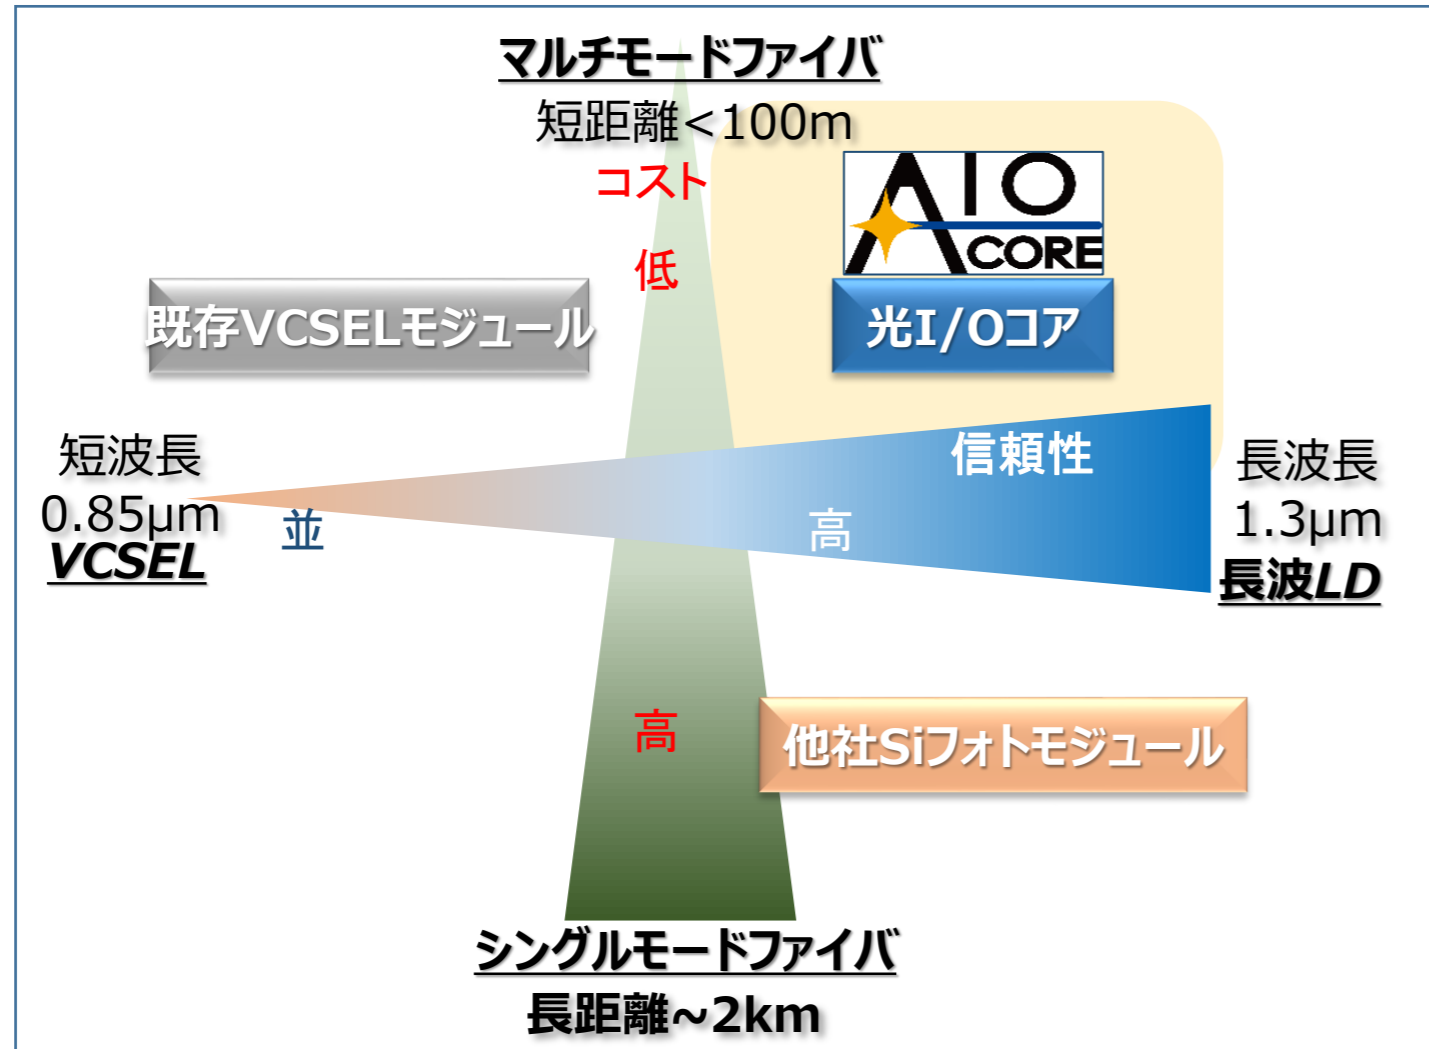 マルチモードファイバ
短距離<100m
コスト
低
AIO
CORE
既存VCSELモジュール
光I/Oコア
信頼性
短波長
0.85μm
VCSEL
並
高
長波長
1.3μm
長波LD
高
他社Siフォトモジュール
シングルモードファイバ
長距離~2km